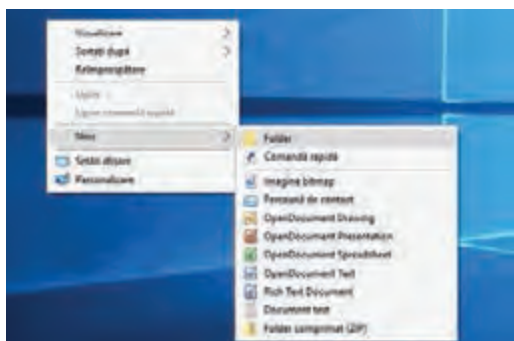 Vizualizare
Sortați după
Reîmprospătare
Lipire
Lipire comandă rapidă
Nou
Setări afișare
Personalizare
Folder
Comandă rapidă
Imagine bitmap
Persoană de contact
OpenDocument Drawing
OpenDocument Presentation
OpenDocument Spreadsheet
OpenDocument Text
Rich Text Document
Document text
Folder comprimat (ZIP)